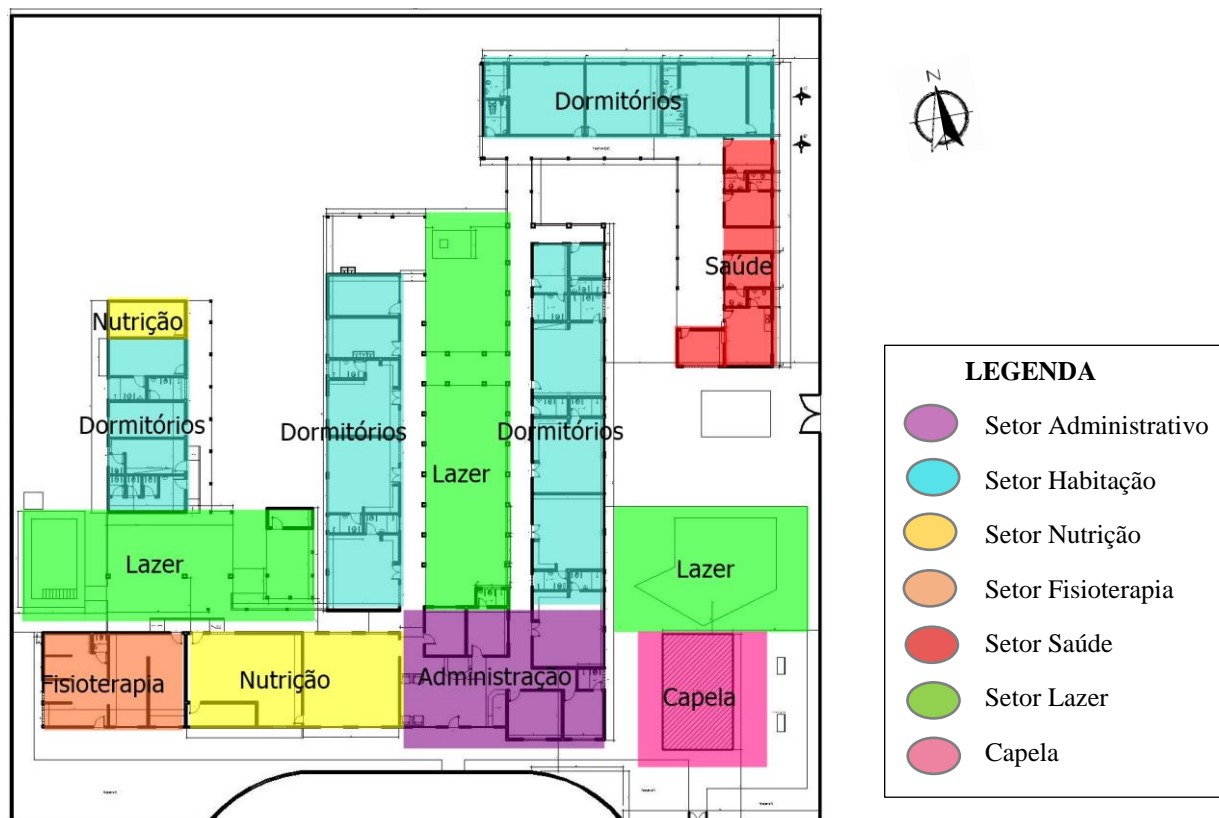 N
Dormitórios
Saúde
Nutrição
Dormitórios
Dormitórios
Dormitórios
Lazer
Lazer
Lazer
Fisioterapia
Nutrição
Administração
Capela
LEGENDA
Setor Administrativo
Setor Habitação
Setor Nutrição
Setor Fisioterapia
Setor Saúde
Setor Lazer
Capela